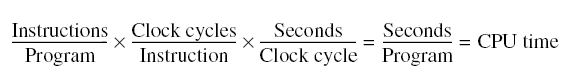 Instructions/Program × Clock cycles/Instruction × Seconds/Clock cycle = Seconds/Program = CPU time